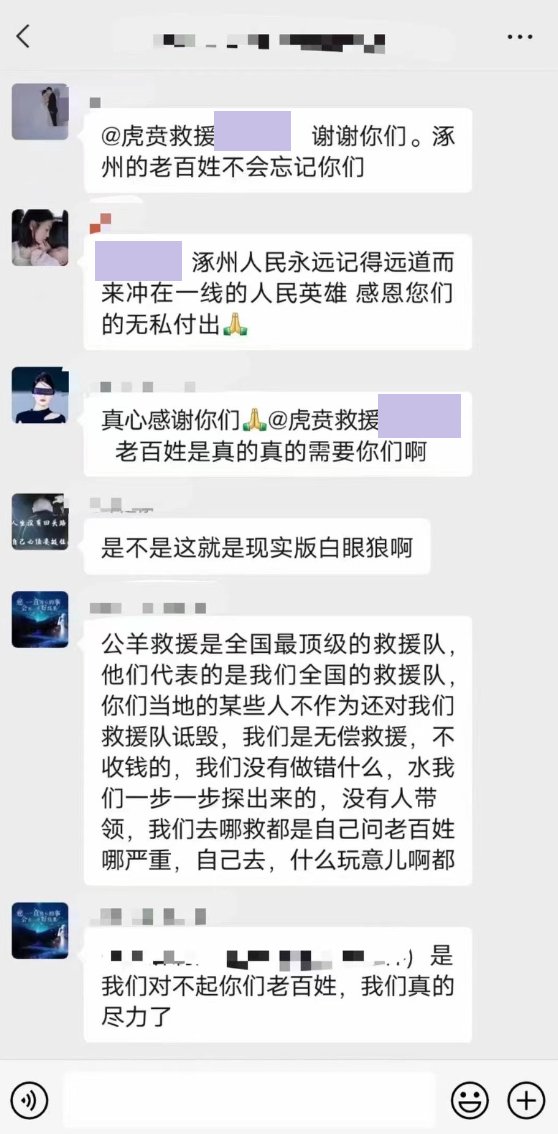 @虎贲救援 谢谢你们。涿
州的老百姓不会忘记你们
涿州人民永远记得远道而
来冲在一线的人民英雄 感恩您们
的无私付出🙏
真心感谢你们🙏@虎贲救援
老百姓是真的真的需要你们啊
人生没有回头路
是不是这就是现实版白眼狼啊
公羊救援是全国最顶级的救援队，
他们代表的是我们全国的救援队，
你们当地的某些人不作为还对我们
救援队诋毁，我们是无偿救援，不
收钱的，我们没有做错什么，水我
们一步一步探出来的，没有人带
领，我们去哪救都是自己问老百姓
哪严重，自己去，什么玩意儿啊都
）是
我们对不起你们老百姓，我们真的
尽力了